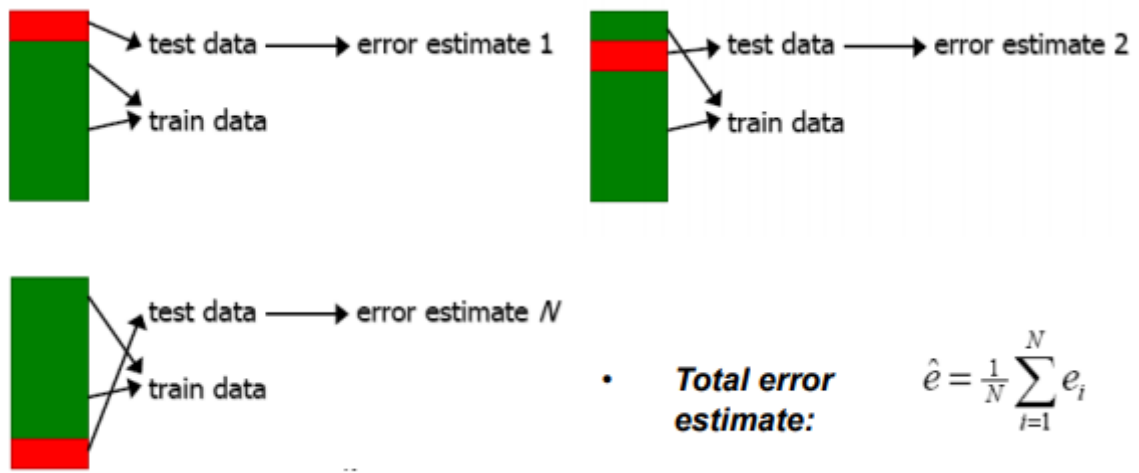 test data → error estimate 1
train data
test data → error estimate 2
train data
test data → error estimate N
train data
• Total error estimate: ê = 1/N ∑_{i=1}^{N} e_i